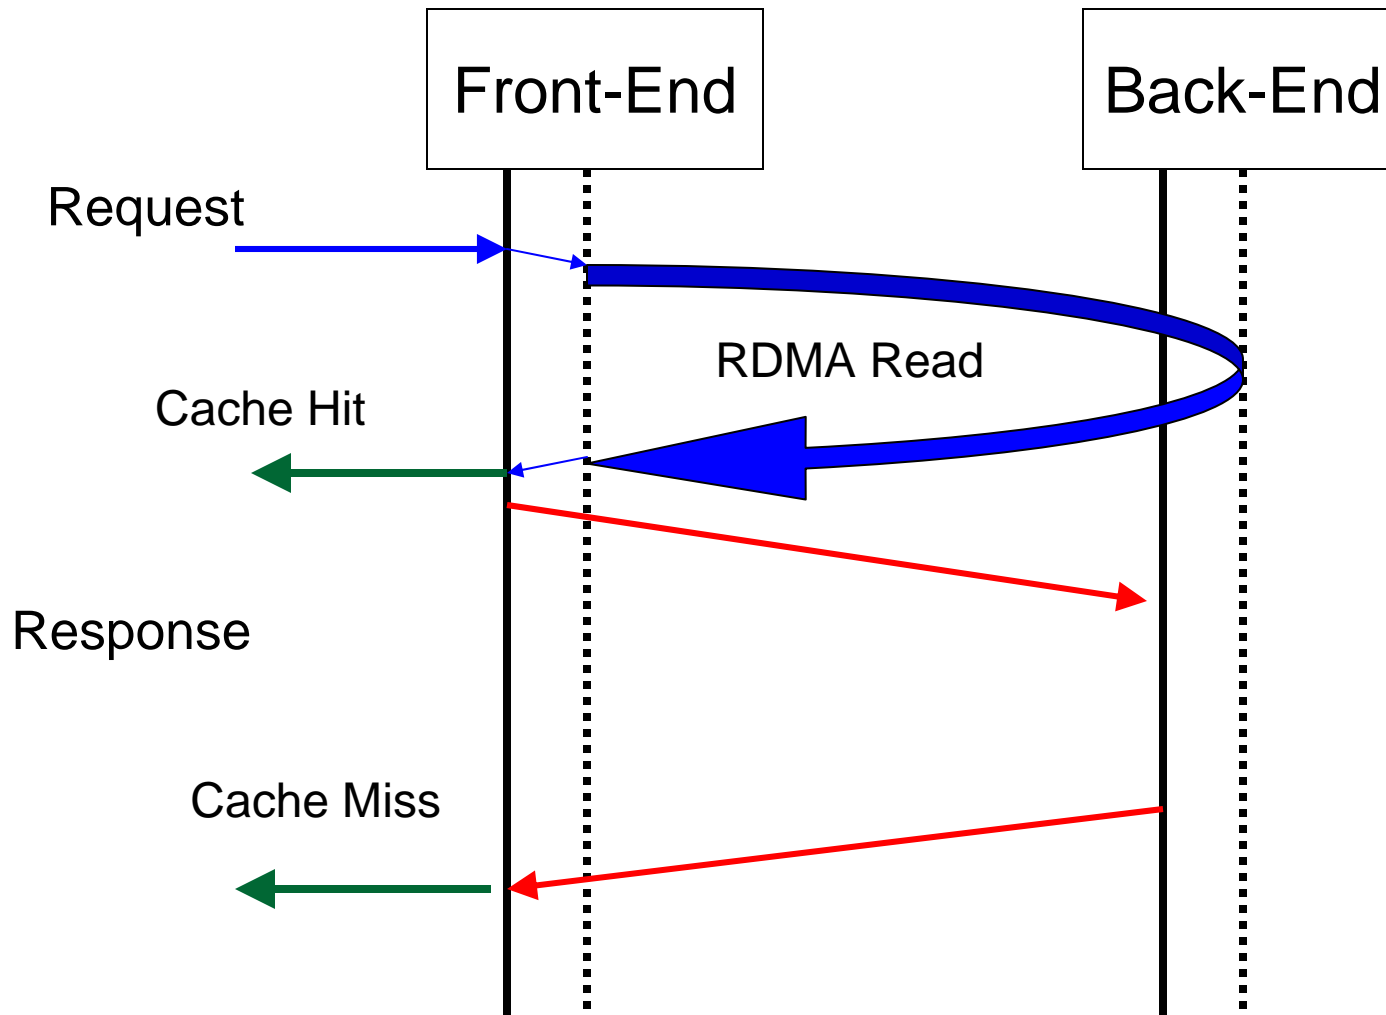 Front-End
Back-End
Request
RDMA Read
Cache Hit
Response
Cache Miss